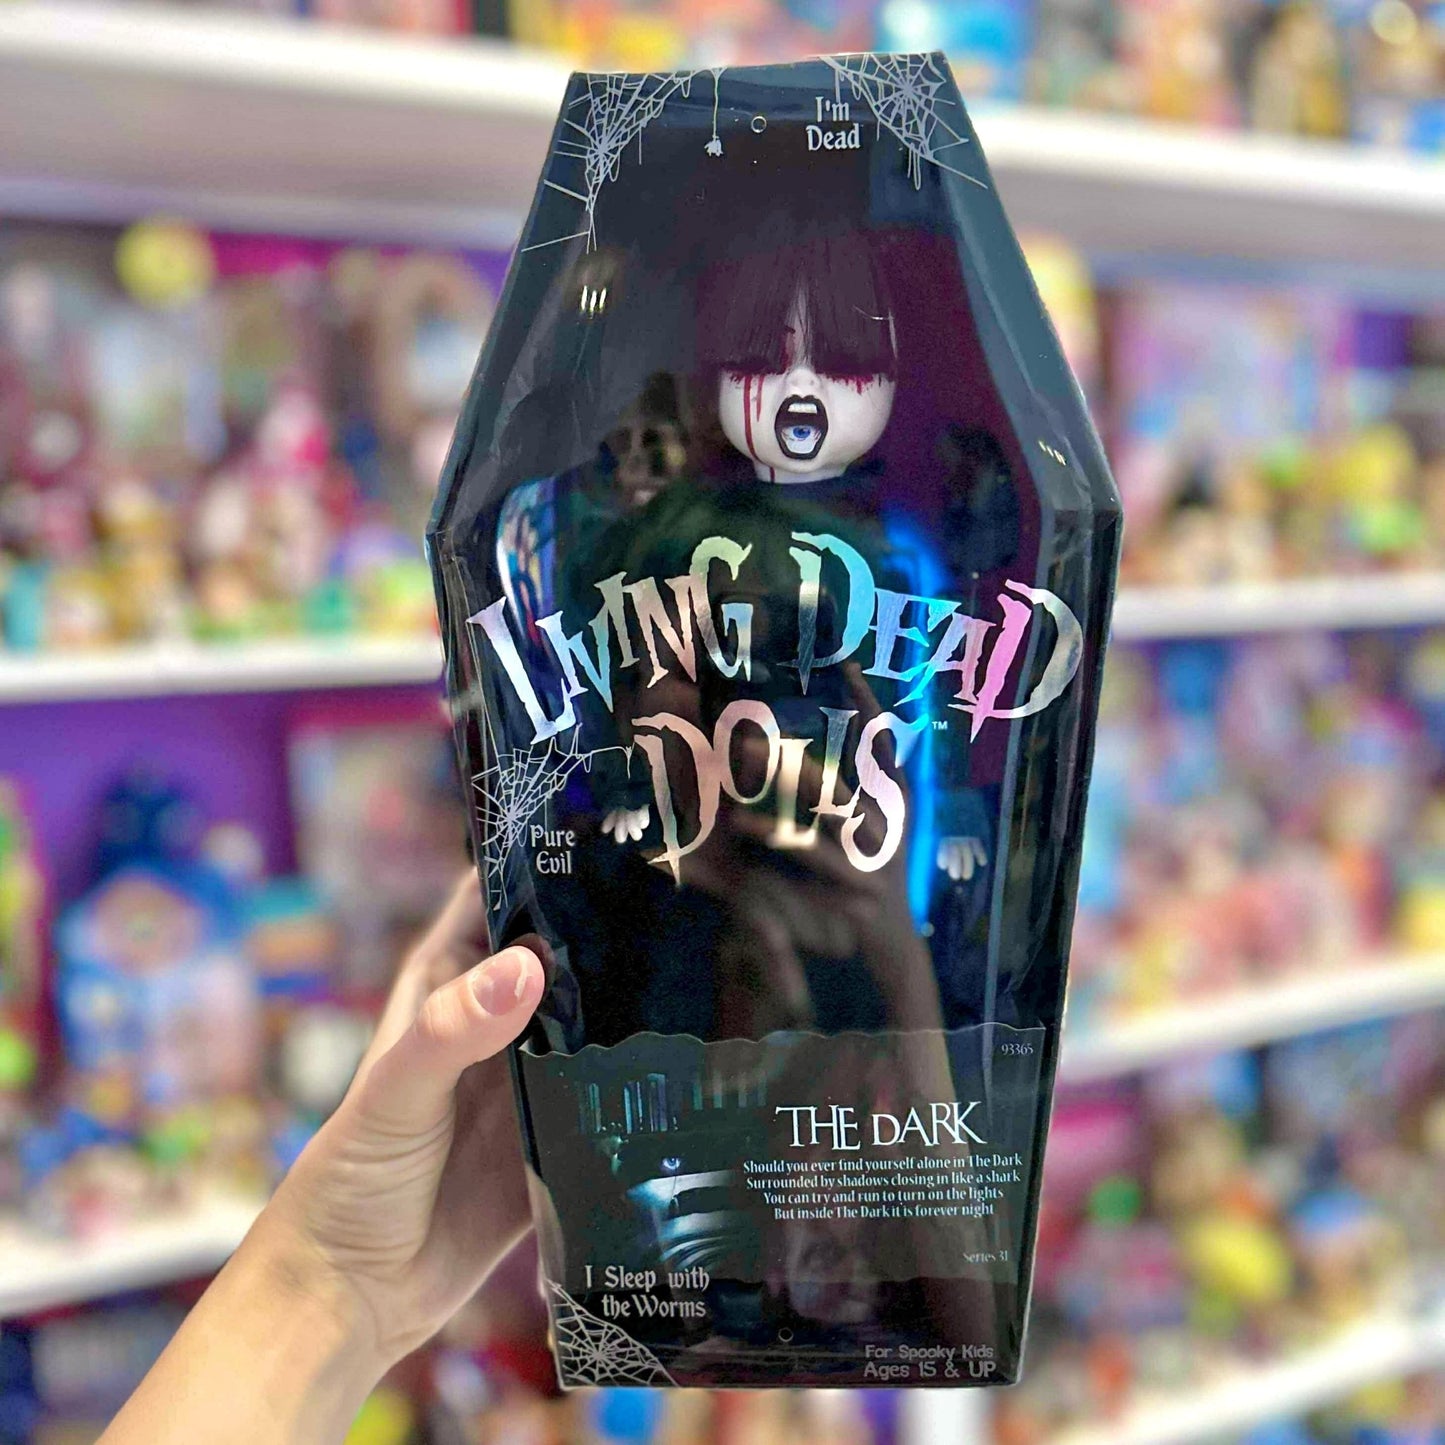 I'm
Dead
LIVING DEAD
DOLLS™
Pure
Evil
93365
THE DARK
Should you ever find yourself alone in The Dark
Surrounded by shadows closing in like a shark
You can try and run to turn on the lights
But inside The Dark it is forever night
Series 31
I Sleep with
the Worms
For Spooky Kids
Ages 15 & UP